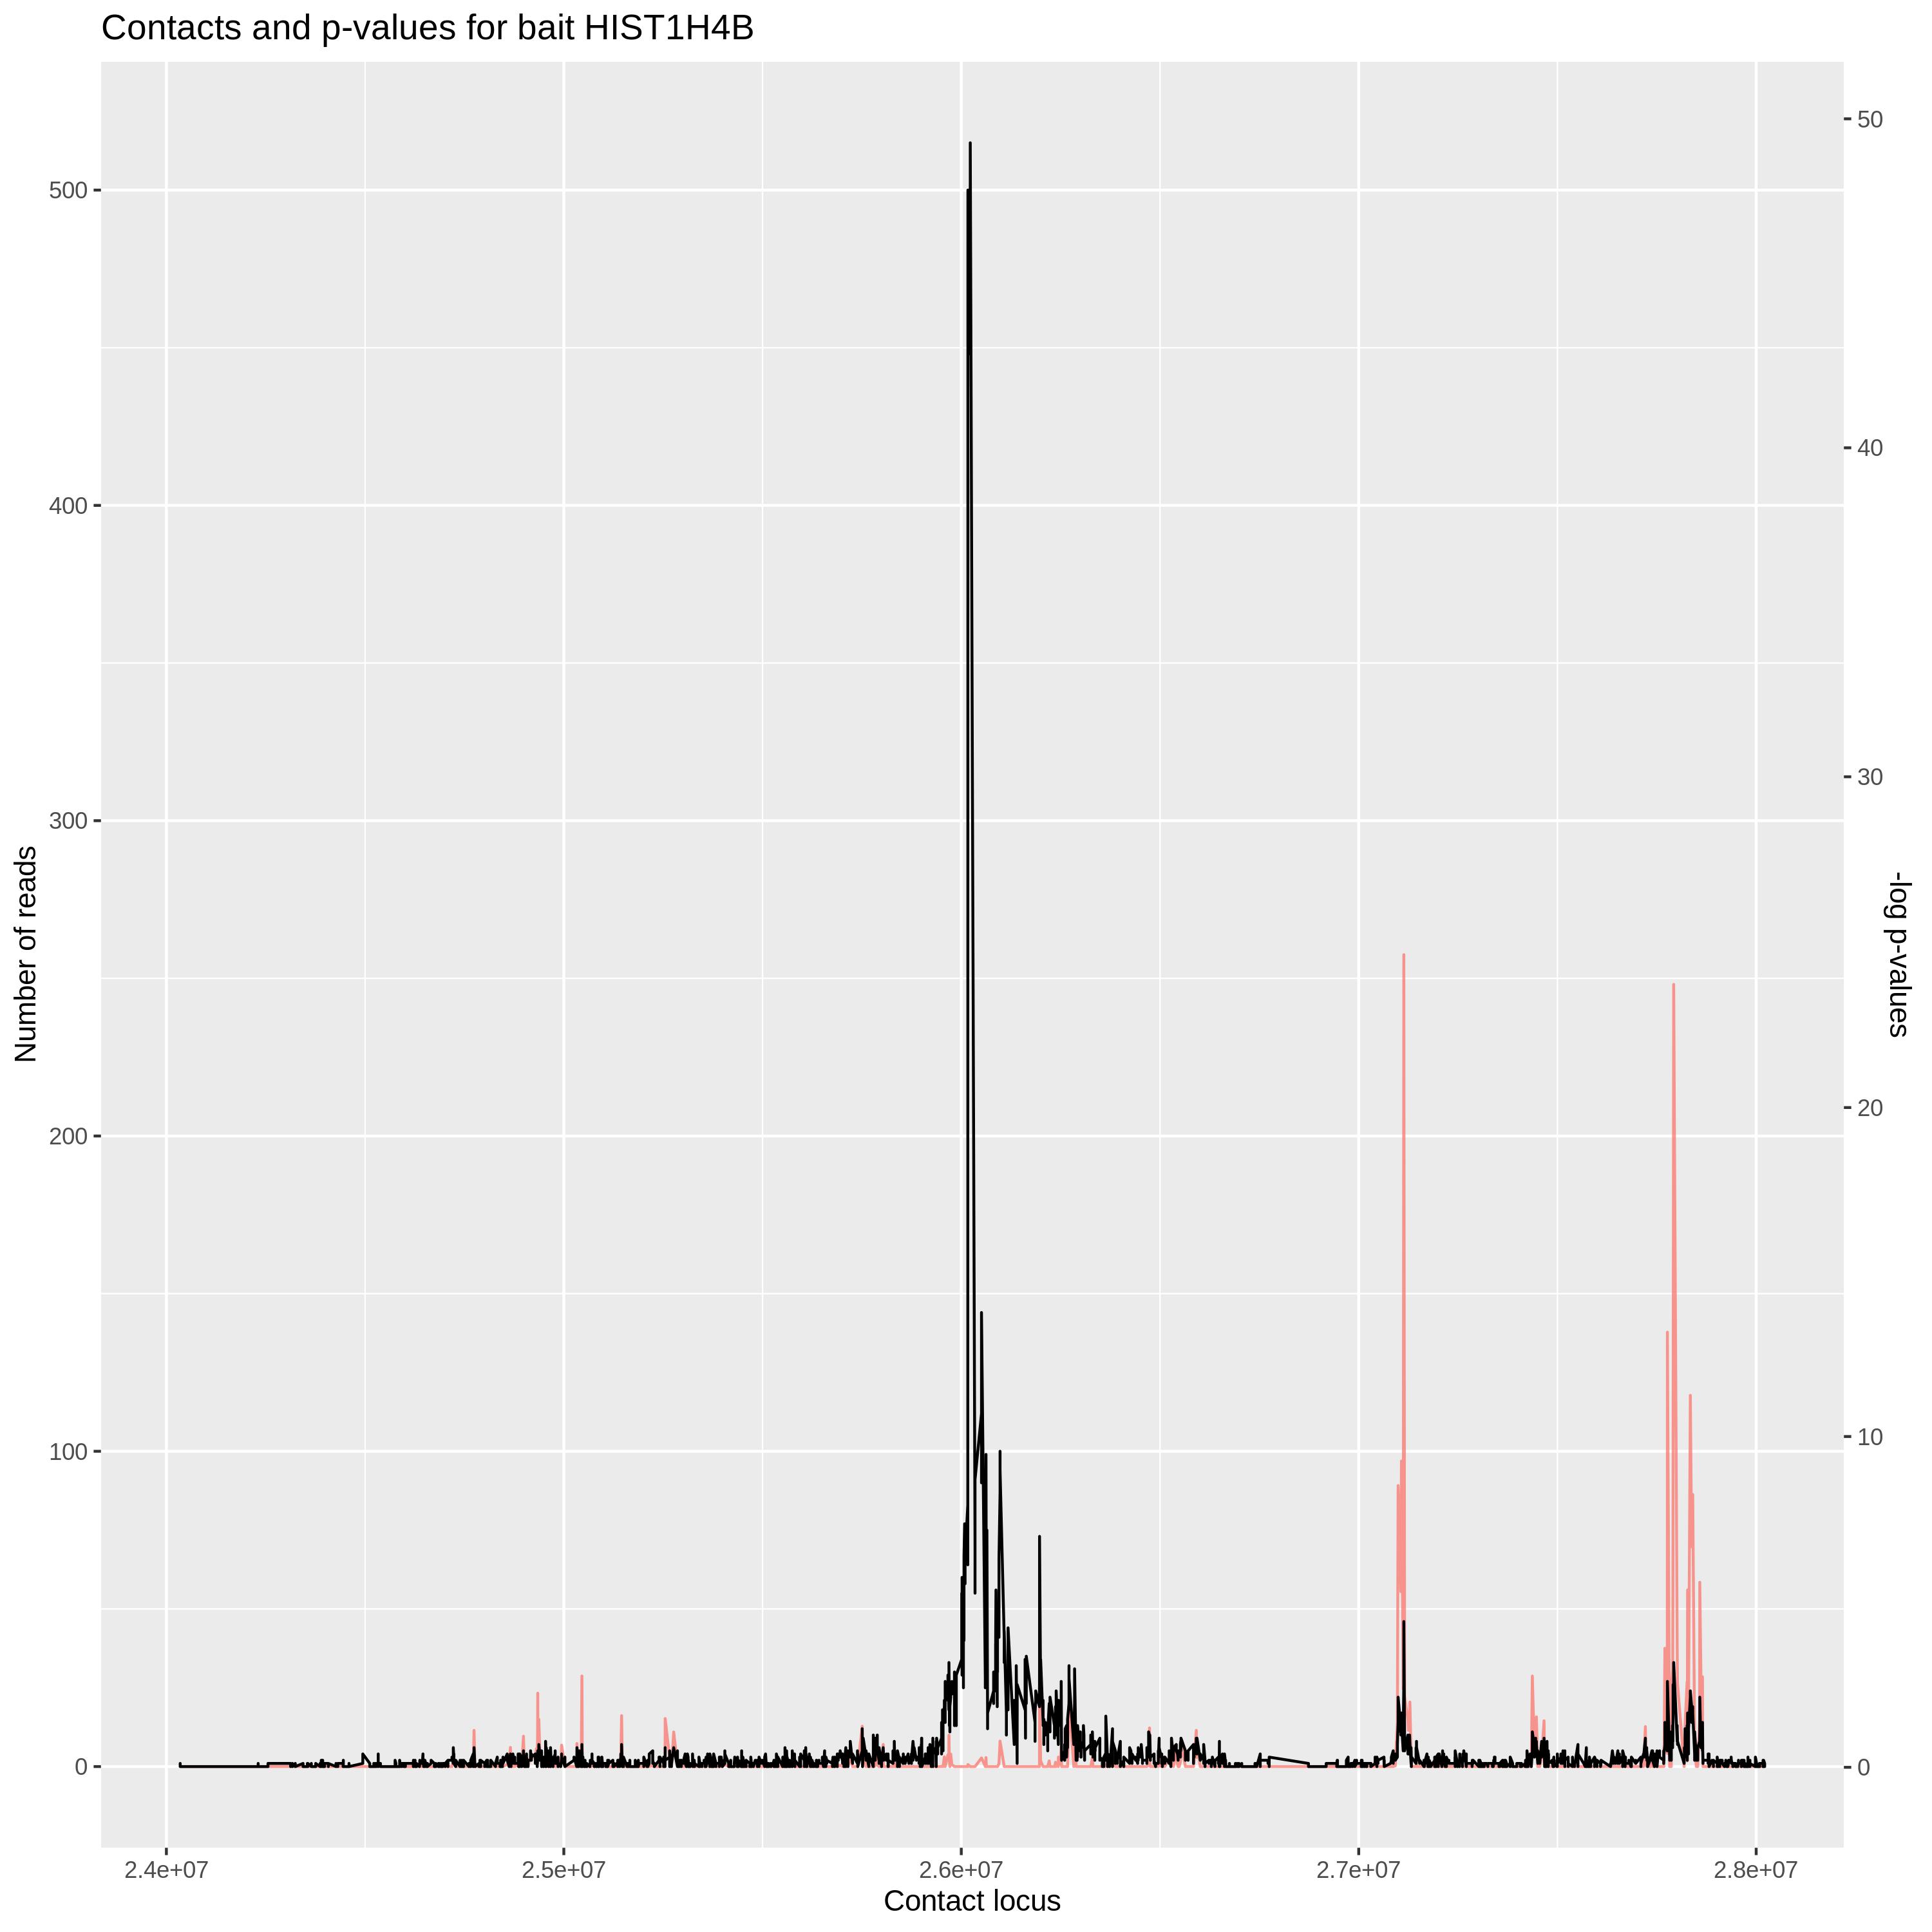 Contacts and p-values for bait HIST1H4B
500
400
300
200
100
0
Number of reads
50
40
30
20
10
0
-log p-values
2.4e+07 2.5e+07 2.6e+07 2.7e+07 2.8e+07
Contact locus